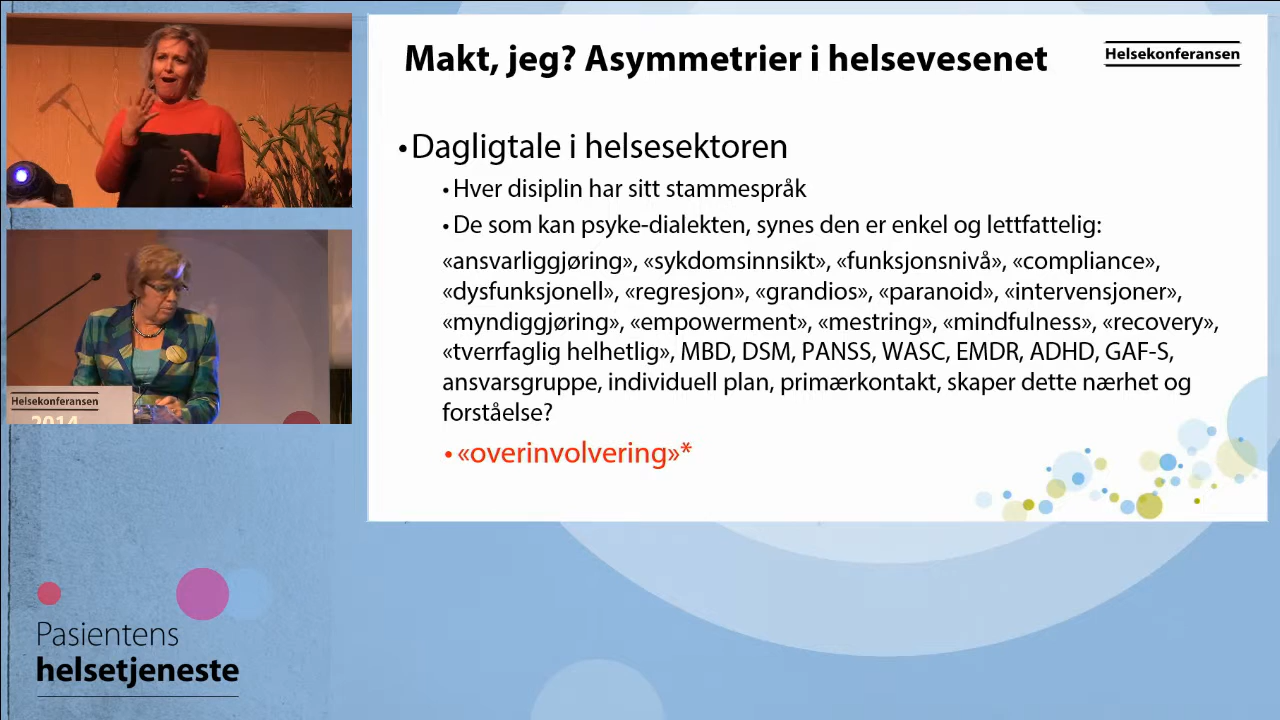 Makt, jeg? Asymmetrier i helsevesenet
Helsekonferansen
•Dagligtale i helsesektoren
•Hver disiplin har sitt stammespråk
•De som kan psyke-dialekten, synes den er enkel og lettfattelig:
«ansvarliggjøring», «sykdomsinnsikt», «funksjonsnivå», «compliance»,
«dysfunksjonell», «regresjon», «grandios», «paranoid», «intervensjoner»,
«myndiggjøring», «empowerment», «mestring», «mindfulness», «recovery»,
«tverrfaglig helhetlig», MBD, DSM, PANSS, WASC, EMDR, ADHD, GAF-S,
ansvarsgruppe, individuell plan, primærkontakt, skaper dette nærhet og
forståelse?
•«overinvolvering»*
Helsekonferansen
2014
Pasientens
helsetjeneste